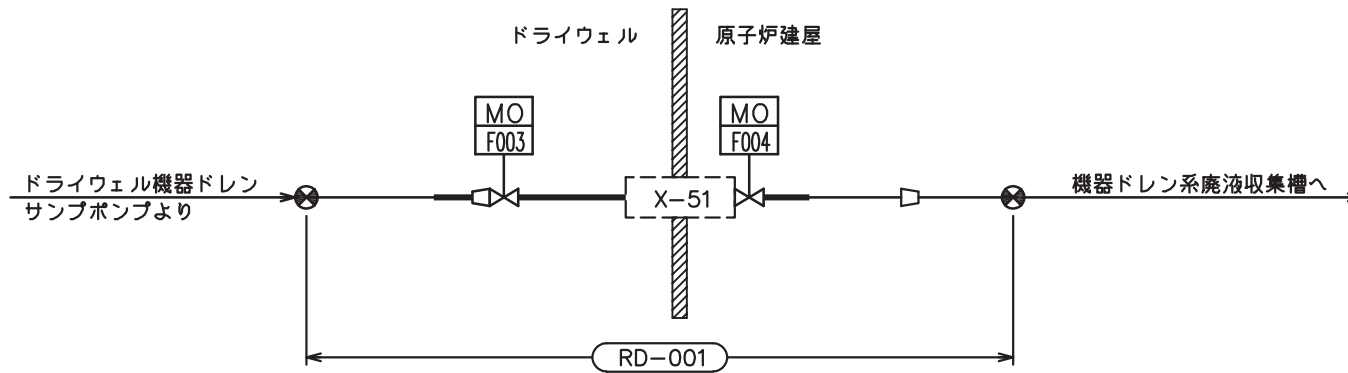 ドライウェル
原子炉建屋
MO
F003
MO
F004
ドライウェル機器ドレン
サンプポンプより
X-51
機器ドレン系廃液収集槽へ
RD-001